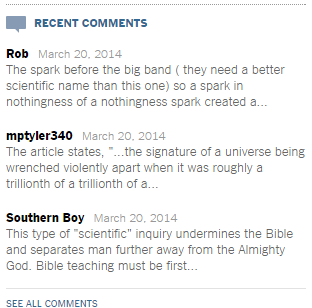 RECENT COMMENTS
Rob March 20, 2014
The spark before the big band ( they need a better
scientific name than this one) so a spark in
nothingness of a nothingness spark created a...
mptyler340 March 20, 2014
The article states, "...the signature of a universe being
wrenched violently apart when it was roughly a
trillionth of a trillionth of a...
Southern Boy March 20, 2014
This type of "scientific" inquiry undermines the Bible
and separates man further away from the Almighty
God. Bible teaching must be first...
SEE ALL COMMENTS